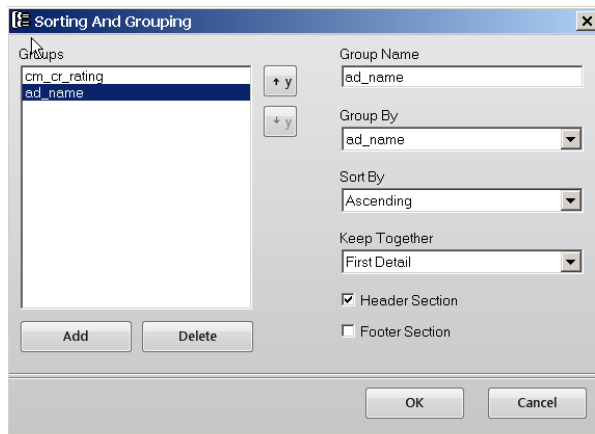 Sorting And Grouping
Groups
cm_cr_rating
ad_name
y
y
Add
Delete
Group Name
ad_name
Group By
ad_name
Sort By
Ascending
Keep Together
First Detail
Header Section
Footer Section
OK
Cancel